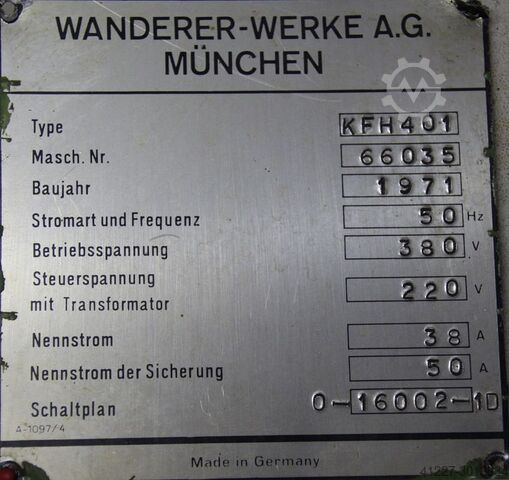 WANDERER-WERKE A.G.
MÜNCHEN
Type KFH401
Masch. Nr. 66035
Baujahr 1971
Stromart und Frequenz 50 Hz
Betriebsspannung 380 V
Steuerspannung
mit Transformator 220 V
Nennstrom 38 A
Nennstrom der Sicherung 50 A
Schaltplan 0-16002-1D
A-1097/4
Made in Germany